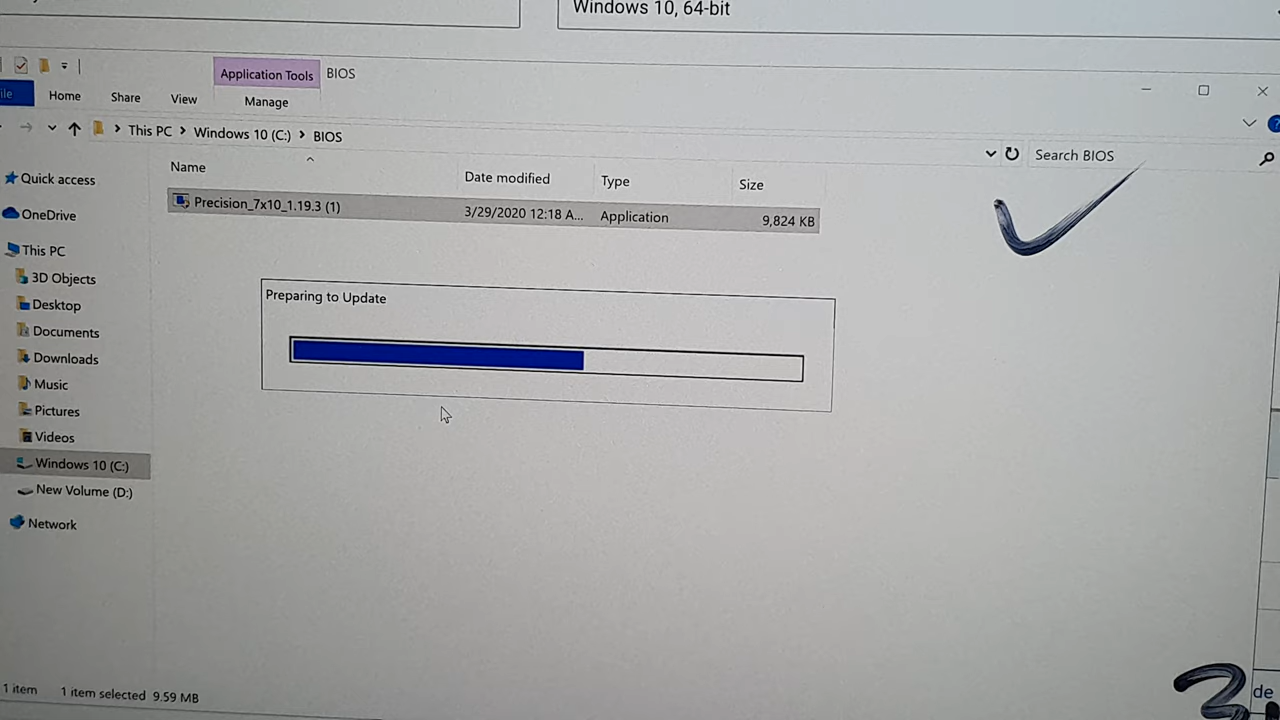 Windows 10, 64-bit
Application Tools
BIOS
Home
Share
View
Manage
This PC
Windows 10 (C:)
BIOS
Search BIOS
Name
Date modified
Type
Size
Precision_7x10_1.19.3 (1)
3/29/2020 12:18 A...
Application
9,824 KB
Quick access
OneDrive
This PC
3D Objects
Desktop
Documents
Downloads
Music
Pictures
Videos
Windows 10 (C:)
New Volume (D:)
Network
Preparing to Update
1 item
1 item selected 9.59 MB
de